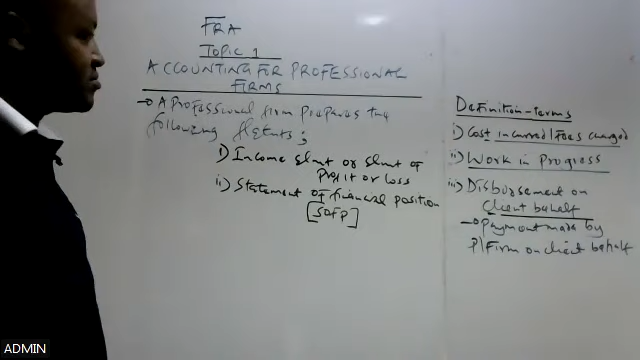 FRA
TOPIC 1
ACCOUNTING FOR PROFESSIONAL
FIRMS
→ A Professional firm prepares the
following Stmts;
i) Income stmt or stmt of
Profit or loss
ii) Statement of financial position
[SOFP]
Definition-terms
i) Cost incurred/Fees charged
ii) Work in Progress
iii) Disbursement on
Client behalf
→ Payment made by
P/Firm on client behalf
ADMIN